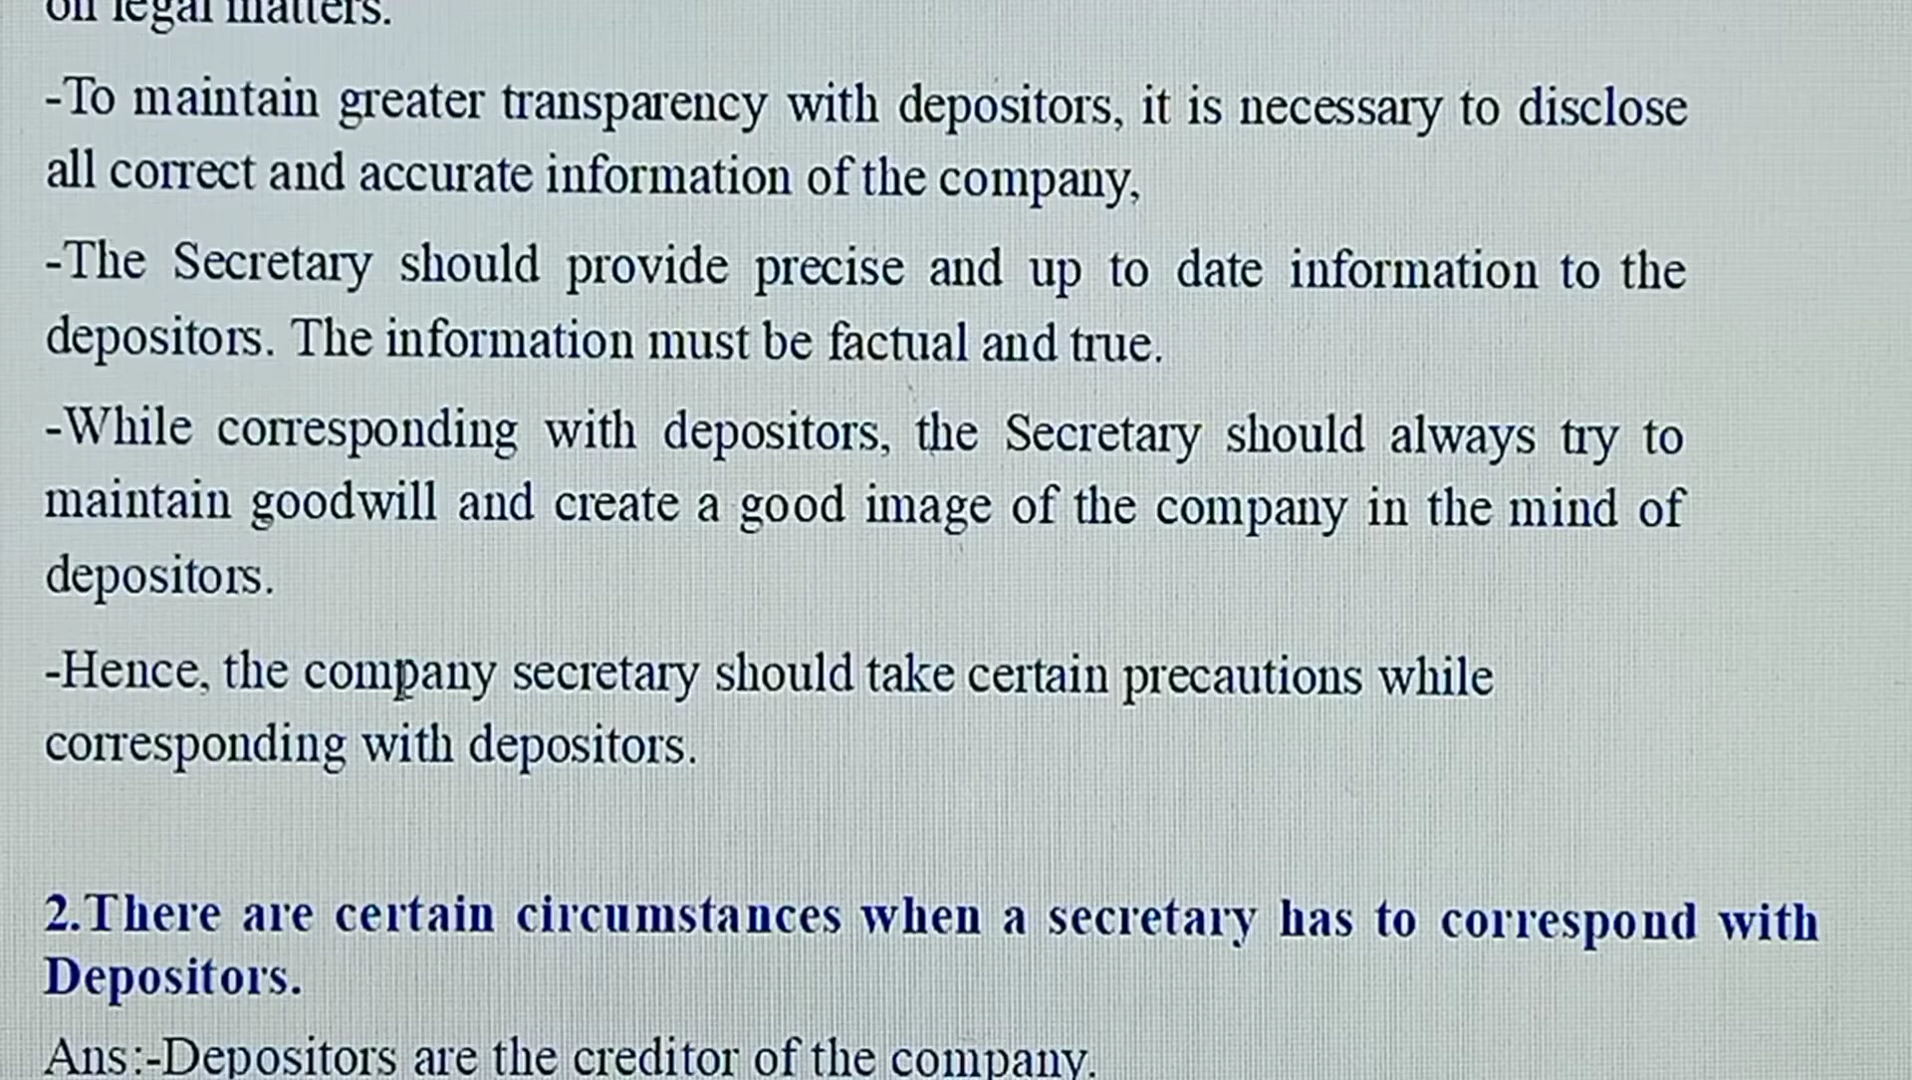 on legal matters.
-To maintain greater transparency with depositors, it is necessary to disclose
all correct and accurate information of the company,
-The Secretary should provide precise and up to date information to the
depositors. The information must be factual and true.
-While corresponding with depositors, the Secretary should always try to
maintain goodwill and create a good image of the company in the mind of
depositors.
-Hence, the company secretary should take certain precautions while
corresponding with depositors.
2.There are certain circumstances when a secretary has to correspond with
Depositors.
Ans:-Depositors are the creditor of the company.